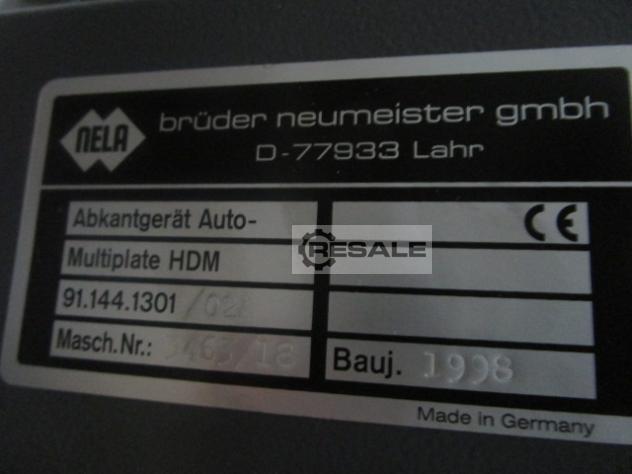 NELA
brüder neumeister gmbh
D-77933 Lahr
Abkantgerät Auto-
CE
Multiplate HDM
RESALE
91.144.1301
Masch.Nr.:
Bauj. 1998
Made in Germany